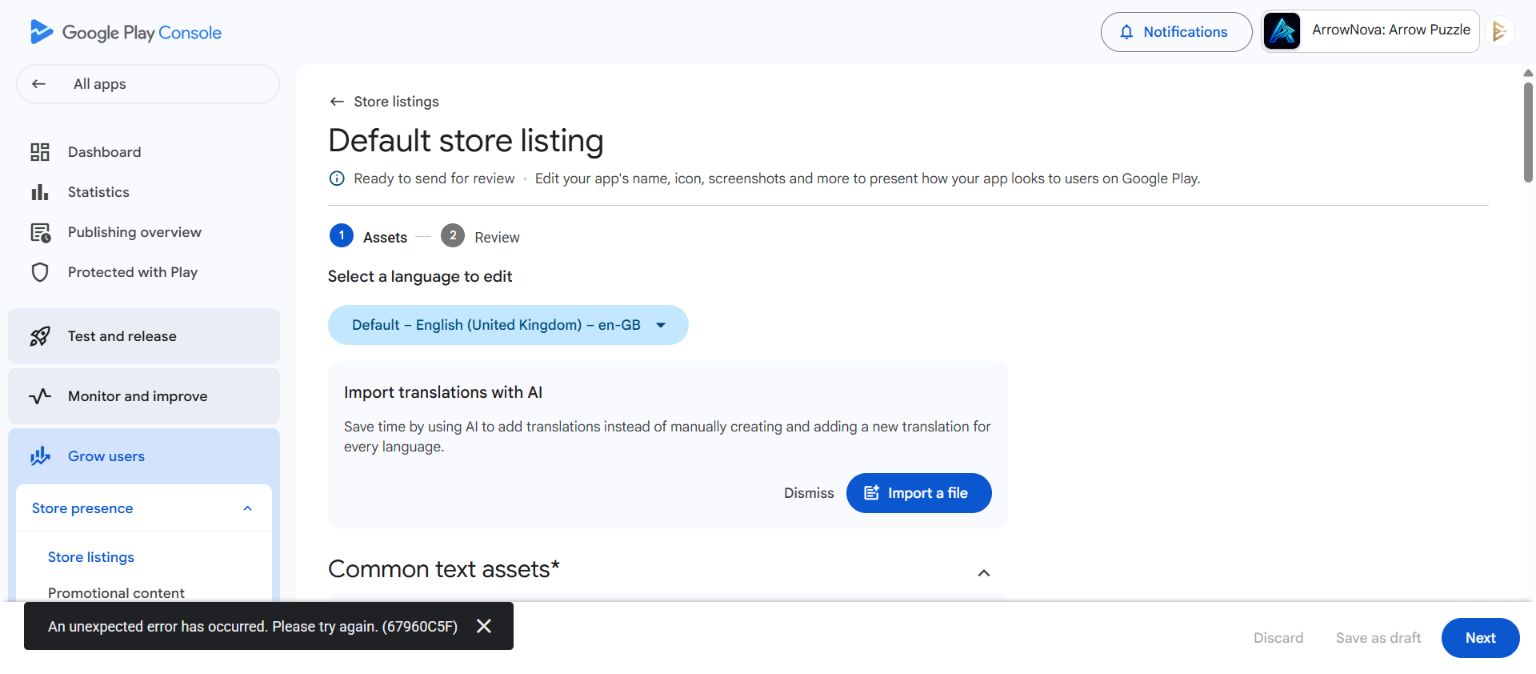 Google Play Console
Notifications
ArrowNova: Arrow Puzzle
All apps
Dashboard
Statistics
Publishing overview
Protected with Play
Test and release
Monitor and improve
Grow users
Store presence
Store listings
Promotional content
Store listings
Default store listing
Ready to send for review • Edit your app's name, icon, screenshots and more to present how your app looks to users on Google Play.
1 Assets — 2 Review
Select a language to edit
Default – English (United Kingdom) – en-GB
Import translations with AI
Save time by using AI to add translations instead of manually creating and adding a new translation for
every language.
Dismiss
Import a file
Common text assets*
An unexpected error has occurred. Please try again. (67960C5F)
Discard
Save as draft
Next